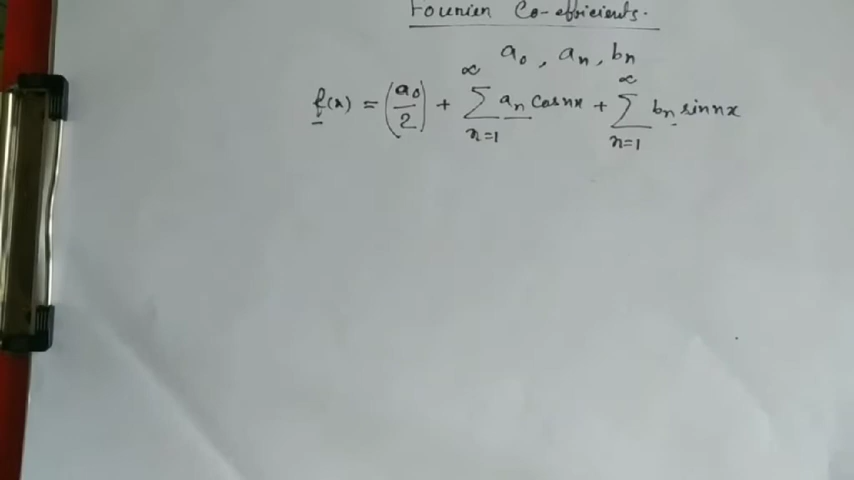 Fourier Co-efficients.
a₀, aₙ, bₙ
f(x) = (a₀/2) + ∑_{n=1}^{∞} aₙ cosnx + ∑_{n=1}^{∞} bₙ sinnx